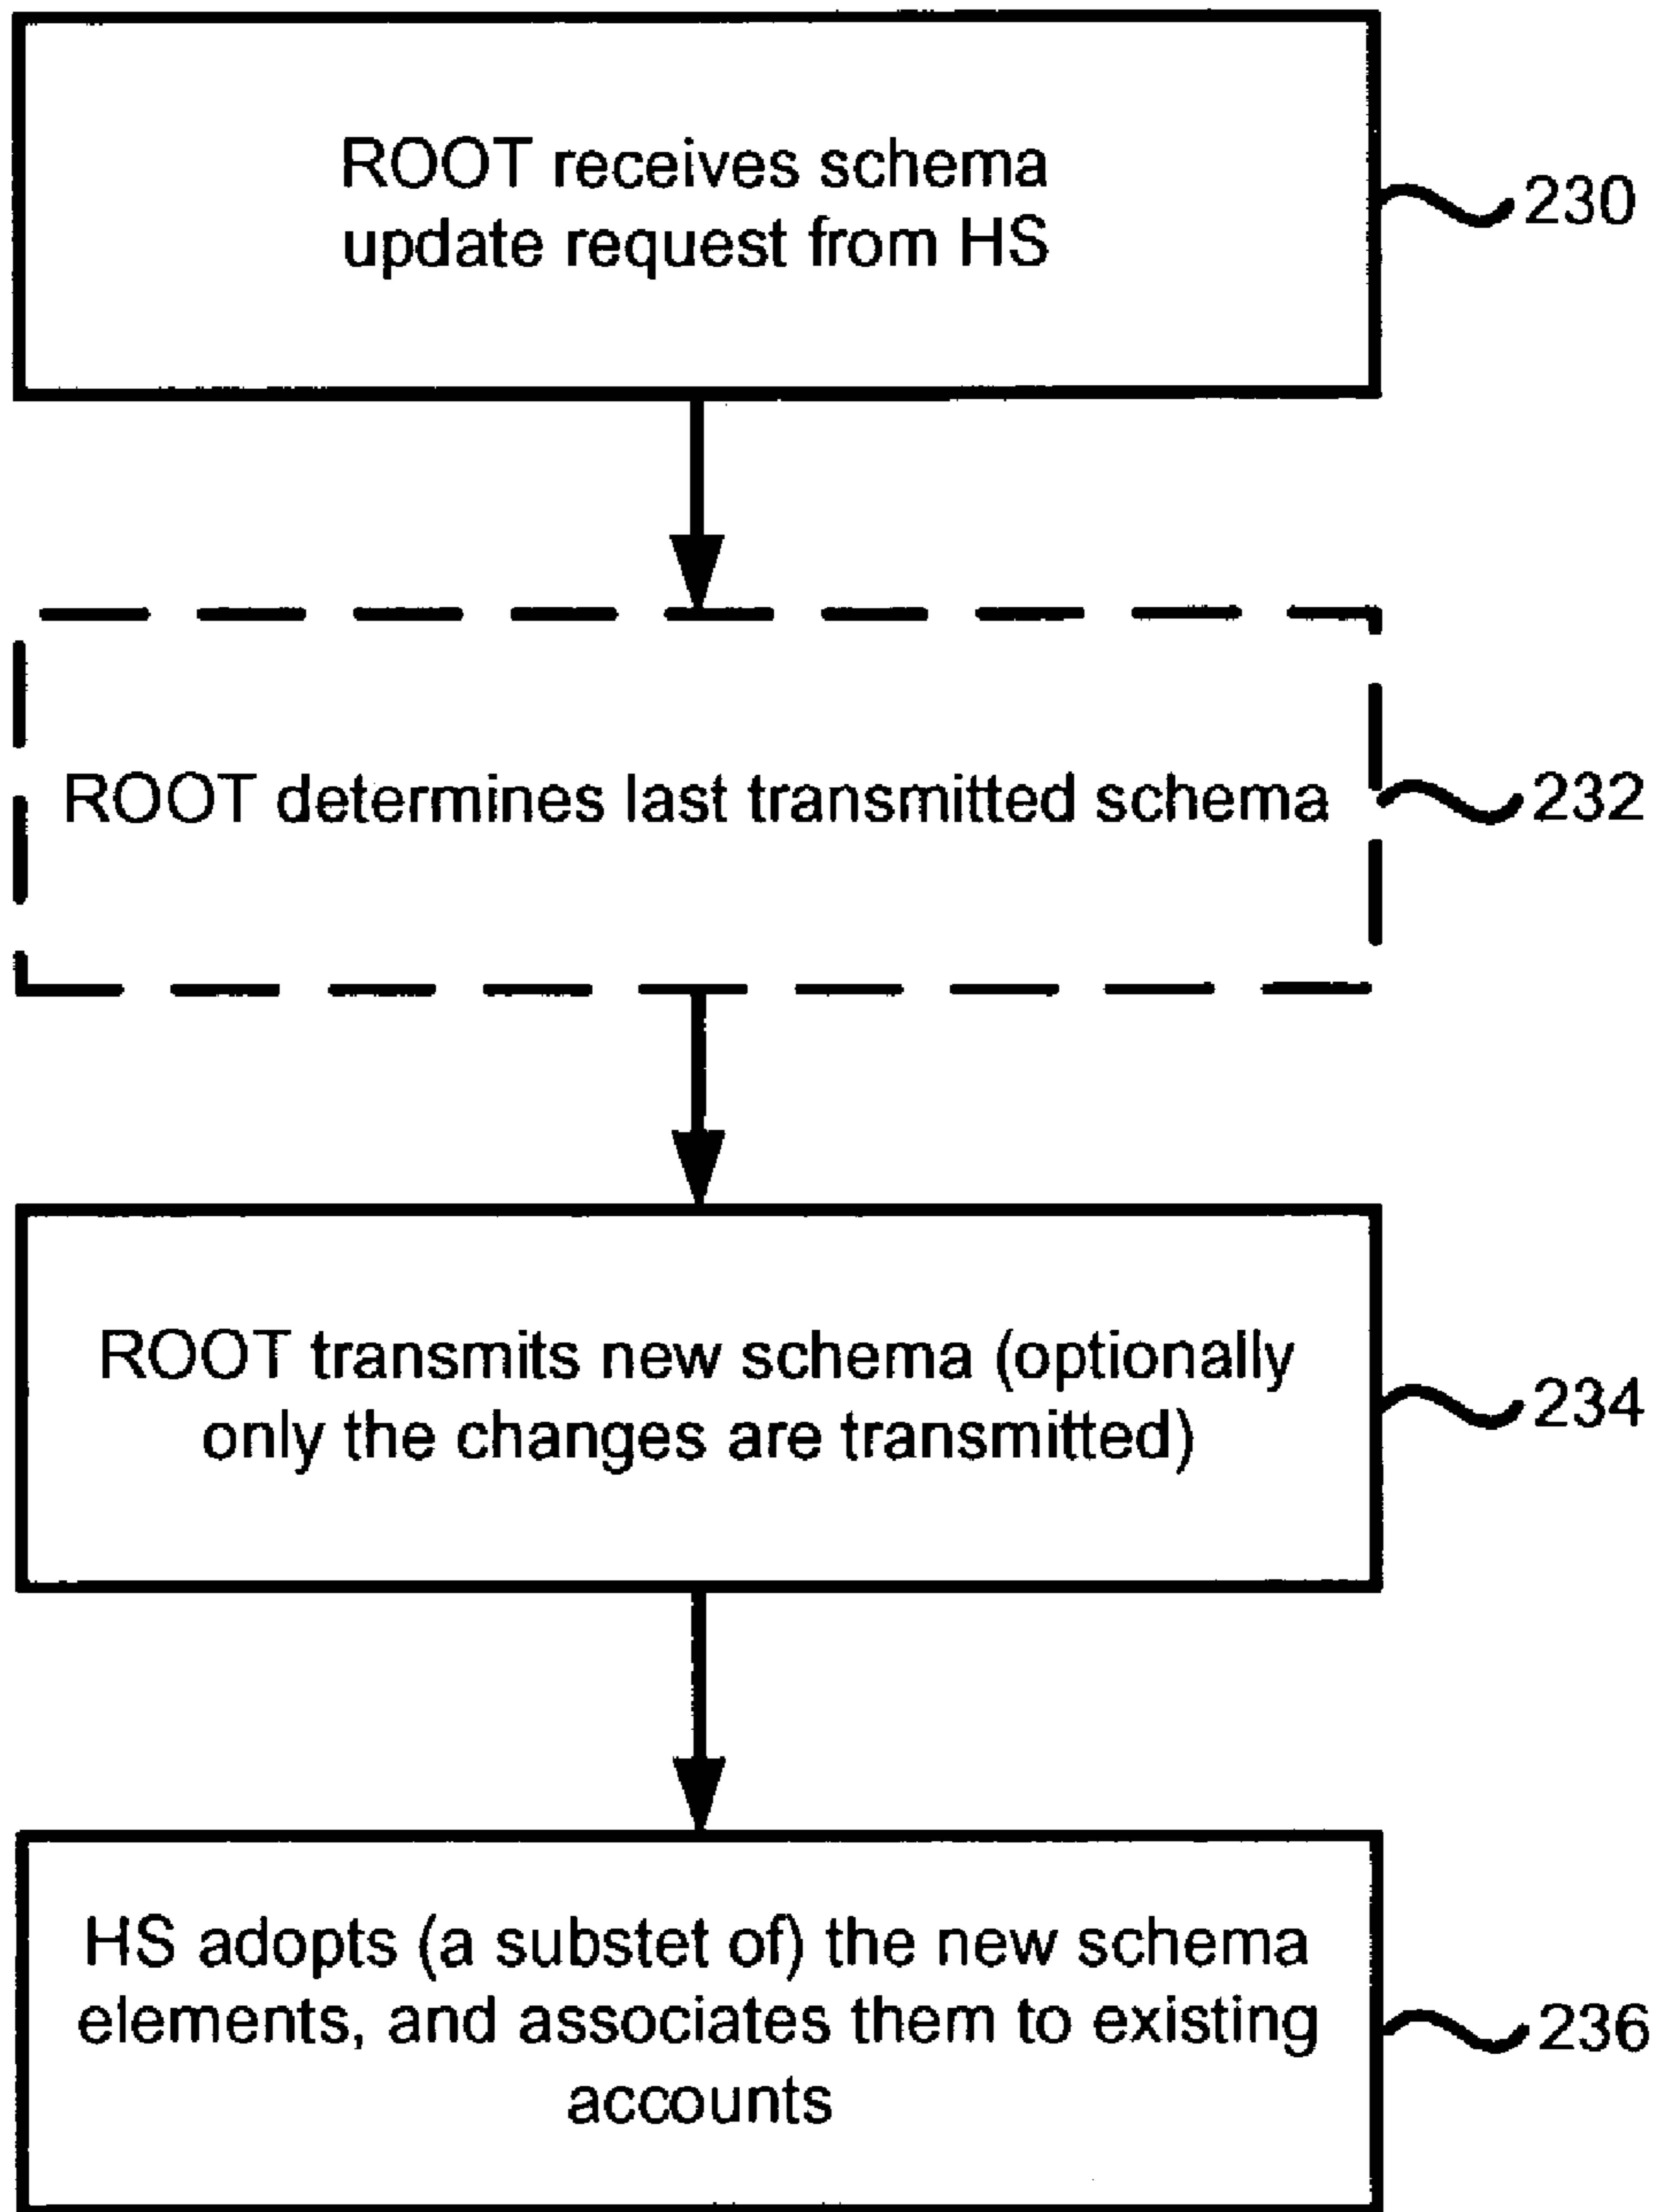 ROOT receives schema
update request from HS
230
ROOT determines last transmitted schema
232
ROOT transmits new schema (optionally
only the changes are transmitted)
234
HS adopts (a substet of) the new schema
elements, and associates them to existing
accounts
236